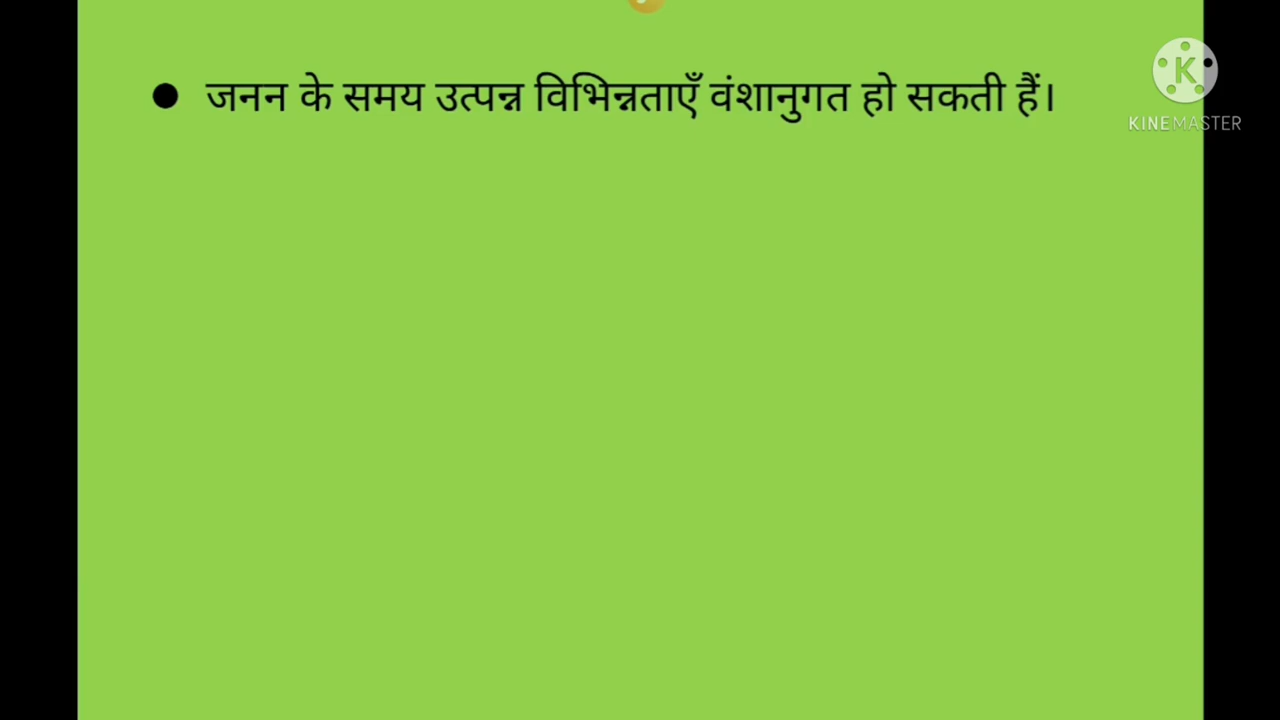 ● जनन के समय उत्पन्न विभिन्नताएँ वंशानुगत हो सकती हैं।
K
KINEMASTER